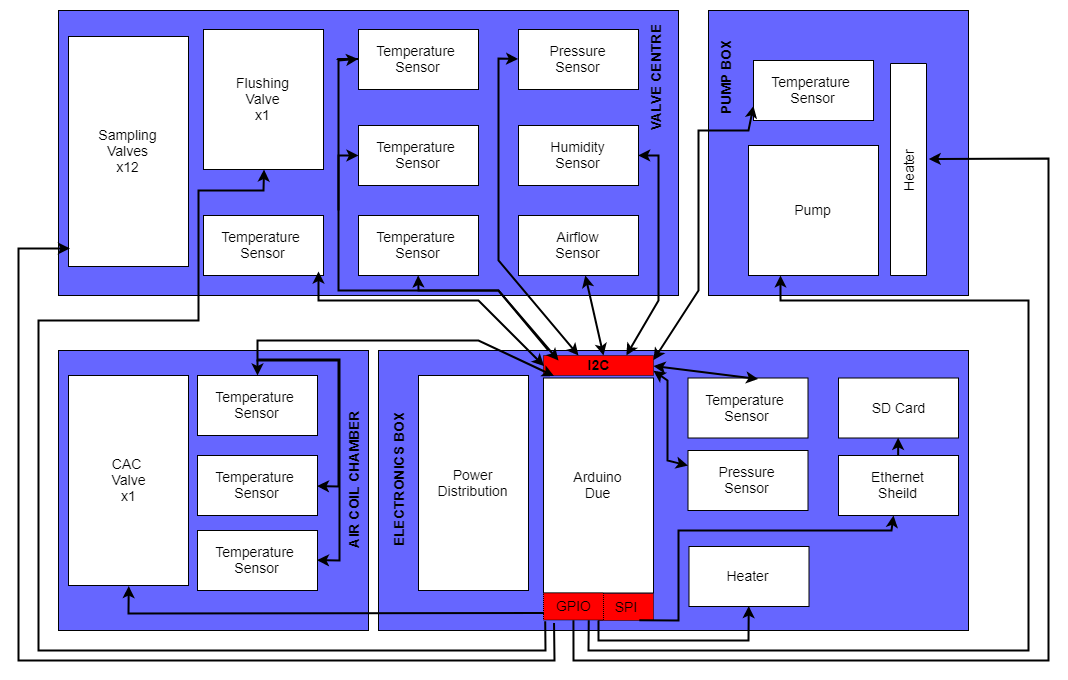 Sampling
Valves
x12
Flushing
Valve
x1
Temperature
Sensor
Temperature
Sensor
Temperature
Sensor
Temperature
Sensor
Pressure
Sensor
Humidity
Sensor
Airflow
Sensor
VALVE CENTRE
PUMP BOX
Temperature
Sensor
Pump
Heater
CAC
Valve
x1
Temperature
Sensor
Temperature
Sensor
Temperature
Sensor
AIR COIL CHAMBER
ELECTRONICS BOX
Power
Distribution
I2C
Arduino
Due
GPIO
SPI
Temperature
Sensor
Pressure
Sensor
Heater
SD Card
Ethernet
Sheild